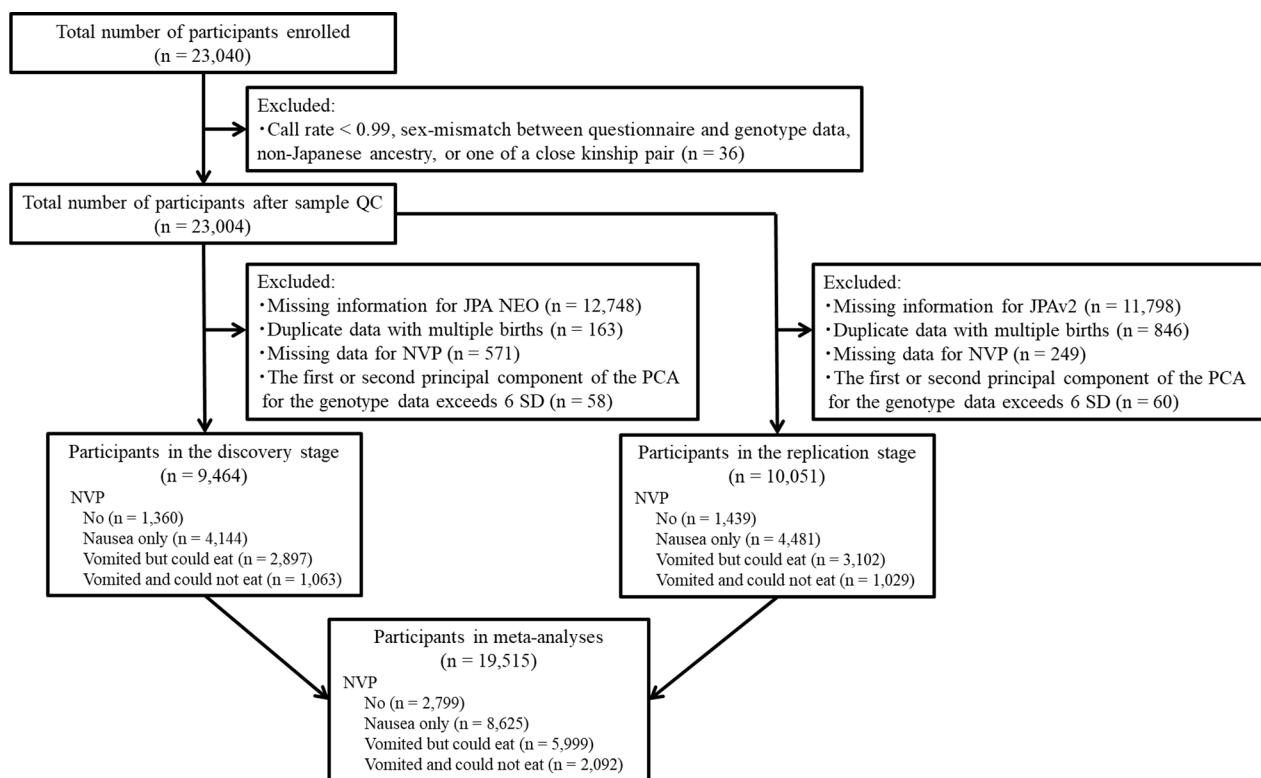 Total number of participants enrolled
(n = 23,040)
Excluded:
・Call rate < 0.99, sex-mismatch between questionnaire and genotype data,
non-Japanese ancestry, or one of a close kinship pair (n = 36)
Total number of participants after sample QC
(n = 23,004)
Excluded:
・Missing information for JPA NEO (n = 12,748)
・Duplicate data with multiple births (n = 163)
・Missing data for NVP (n = 571)
・The first or second principal component of the PCA
for the genotype data exceeds 6 SD (n = 58)
Excluded:
・Missing information for JPAv2 (n = 11,798)
・Duplicate data with multiple births (n = 846)
・Missing data for NVP (n = 249)
・The first or second principal component of the PCA
for the genotype data exceeds 6 SD (n = 60)
Participants in the discovery stage
(n = 9,464)
NVP
No (n = 1,360)
Nausea only (n = 4,144)
Vomited but could eat (n = 2,897)
Vomited and could not eat (n = 1,063)
Participants in the replication stage
(n = 10,051)
NVP
No (n = 1,439)
Nausea only (n = 4,481)
Vomited but could eat (n = 3,102)
Vomited and could not eat (n = 1,029)
Participants in meta-analyses
(n = 19,515)
NVP
No (n = 2,799)
Nausea only (n = 8,625)
Vomited but could eat (n = 5,999)
Vomited and could not eat (n = 2,092)